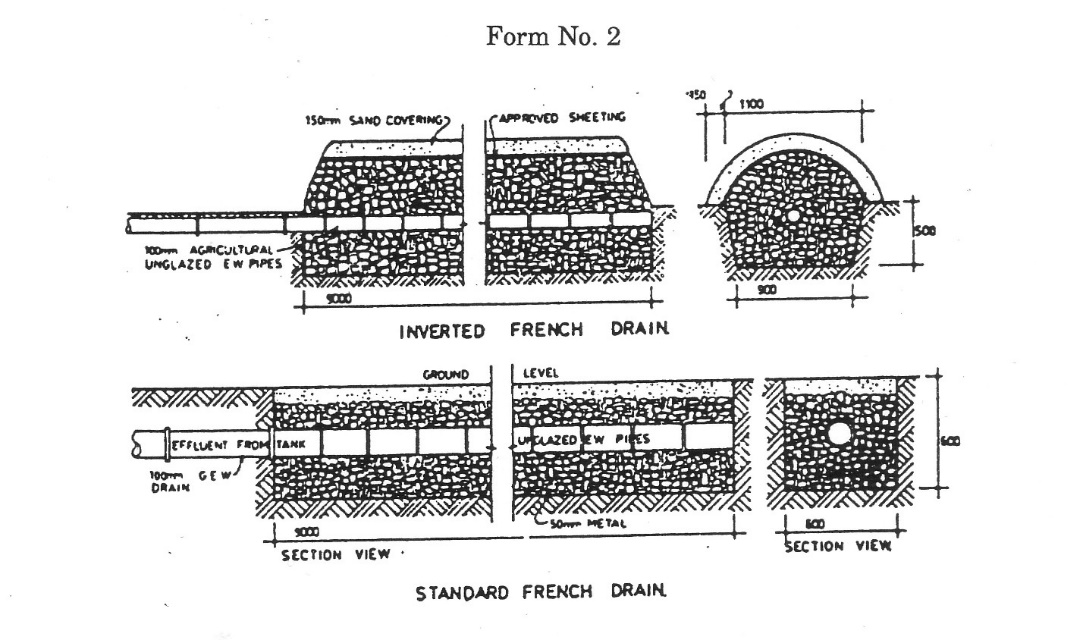 Form No. 2
150mm SAND COVERING
APPROVED SHEETING
150
1100
100mm AGRICULTURAL
UNGLAZED EW PIPES
500
9000
900
INVERTED FRENCH DRAIN.
GROUND LEVEL
EFFLUENT FROM TANK
UNGLAZED EW PIPES
600
100mm G E W
DRAIN
50mm METAL
9000
600
SECTION VIEW
SECTION VIEW
STANDARD FRENCH DRAIN.